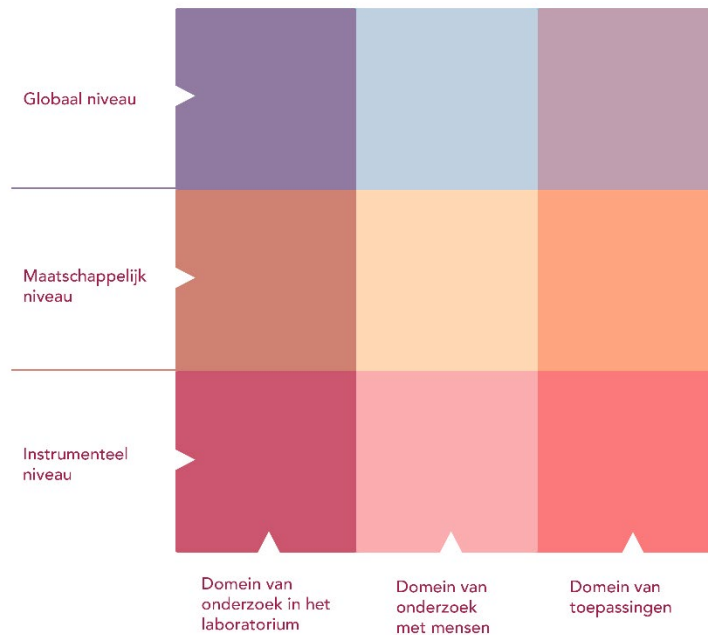 Globaal niveau
Maatschappelijk
niveau
Instrumenteel
niveau
Domein van
onderzoek in het
laboratorium
Domein van
onderzoek
met mensen
Domein van
toepassingen